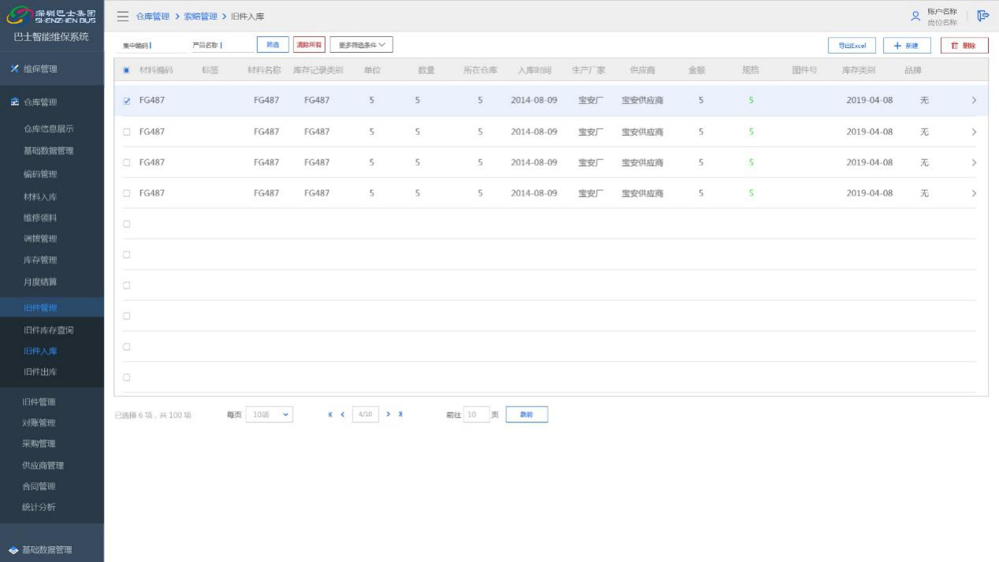 深圳巴士集团
SHENZHEN BUS
巴士智能维保系统
维保管理
仓库管理
仓库信息展示
基础数据管理
编码管理
材料入库
维修领料
调拨管理
库存管理
月度结算
旧件管理
旧件库存查询
旧件入库
旧件出库
旧件管理
对账管理
采购管理
供应商管理
合同管理
统计分析
基础数据管理
仓库管理 > 索赔管理 > 旧件入库
账户名称
岗位名称
集中编码 产品名称 筛选 清除所有 更多筛选条件 导出Excel + 新建 删除
材料编码 标签 材料名称 库存记录类别 单位 数量 所在仓库 入库时间 生产厂家 供应商 金额 规格 图件号 库存类别 品牌
FG487 FG487 FG487 5 5 5 2014-08-09 宝安厂 宝安供应商 5 5 2019-04-08 无 >
FG487 FG487 FG487 5 5 5 2014-08-09 宝安厂 宝安供应商 5 5 2019-04-08 无 >
FG487 FG487 FG487 5 5 5 2014-08-09 宝安厂 宝安供应商 5 5 2019-04-08 无 >
FG487 FG487 FG487 5 5 5 2014-08-09 宝安厂 宝安供应商 5 5 2019-04-08 无 >
已选择 6 项，共 100 项 每页 10项 4/10 前往 10 页 跳转